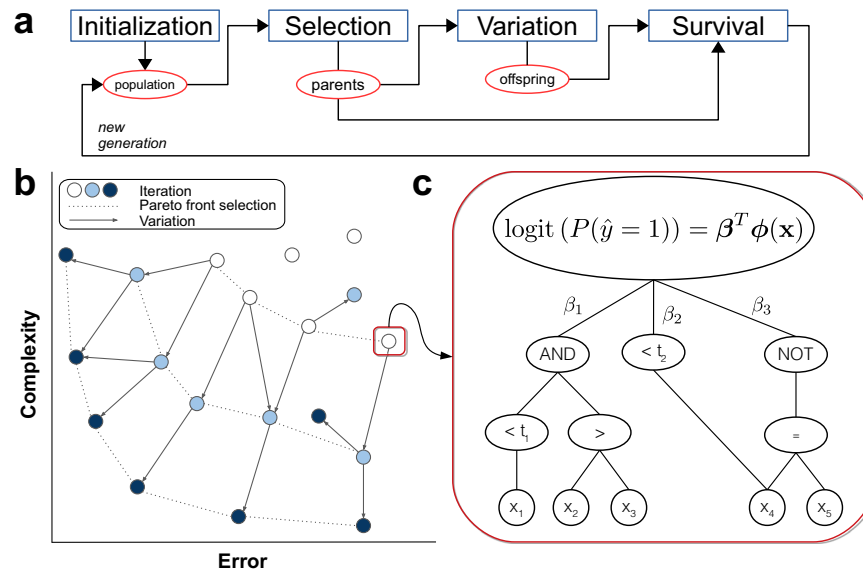 a
Initialization Selection Variation Survival
population parents offspring
new
generation
b
Iteration
Pareto front selection
Variation
Complexity
Error
c
logit (P(ŷ = 1)) = β^T ϕ(x)
β₁ β₂ β₃
AND < t₂ NOT
< t₁ > =
x₁ x₂ x₃ x₄ x₅